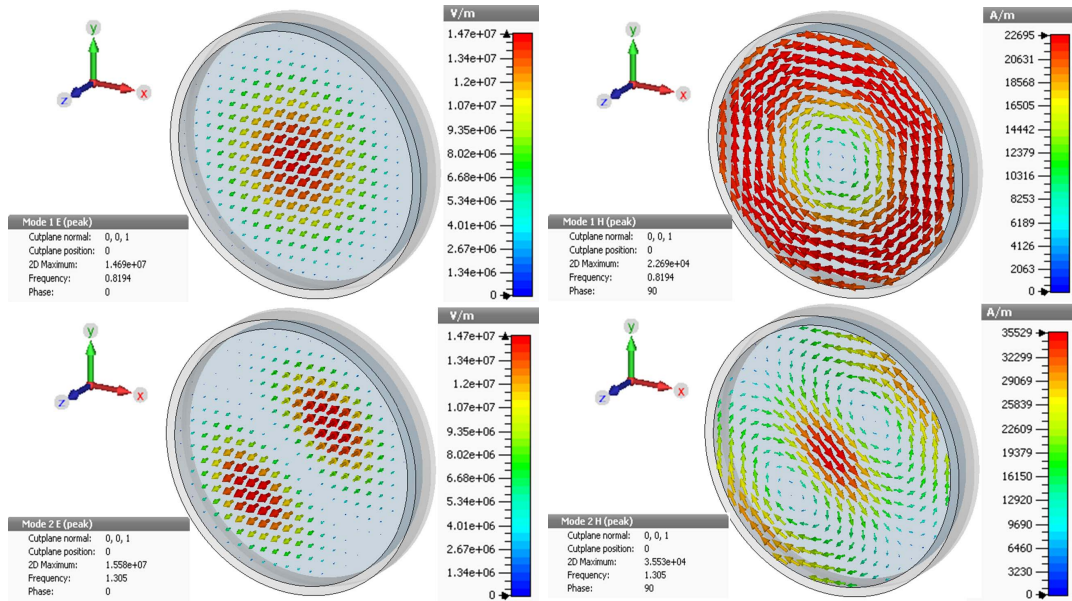 y
x
z
V/m
1.47e+07
1.34e+07
1.2e+07
1.07e+07
9.35e+06
8.02e+06
6.68e+06
5.34e+06
4.01e+06
2.67e+06
1.34e+06
0
Mode 1 E (peak)
Cutplane normal: 0, 0, 1
Cutplane position: 0
2D Maximum: 1.469e+07
Frequency: 0.8194
Phase: 0
y
x
z
A/m
22695
20631
18568
16505
14442
12379
10316
8253
6189
4126
2063
0
Mode 1 H (peak)
Cutplane normal: 0, 0, 1
Cutplane position: 0
2D Maximum: 2.269e+04
Frequency: 0.8194
Phase: 90
y
x
z
V/m
1.47e+07
1.34e+07
1.2e+07
1.07e+07
9.35e+06
8.02e+06
6.68e+06
5.34e+06
4.01e+06
2.67e+06
1.34e+06
0
Mode 2 E (peak)
Cutplane normal: 0, 0, 1
Cutplane position: 0
2D Maximum: 1.558e+07
Frequency: 1.305
Phase: 0
y
x
z
A/m
35529
32299
29069
25839
22609
19379
16150
12920
9690
6460
3230
0
Mode 2 H (peak)
Cutplane normal: 0, 0, 1
Cutplane position: 0
2D Maximum: 3.553e+04
Frequency: 1.305
Phase: 90